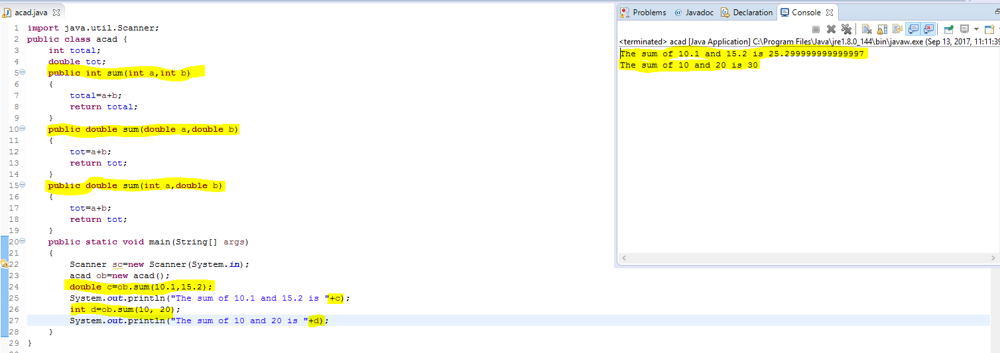 acad.java
1 import java.util.Scanner;
2 public class acad {
3 int total;
4 double tot;
5 public int sum(int a,int b)
6 {
7 total=a+b;
8 return total;
9 }
10 public double sum(double a,double b)
11 {
12 tot=a+b;
13 return tot;
14 }
15 public double sum(int a,double b)
16 {
17 tot=a+b;
18 return tot;
19 }
20 public static void main(String[] args)
21 {
22 Scanner sc=new Scanner(System.in);
23 acad ob=new acad();
24 double c=ob.sum(10.1,15.2);
25 System.out.println("The sum of 10.1 and 15.2 is "+c);
26 int d=ob.sum(10, 20);
27 System.out.println("The sum of 10 and 20 is "+d);
28 }
29 }
Problems @ Javadoc Declaration Console
<terminated> acad [Java Application] C:\Program Files\Java\jre1.8.0_144\bin\javaw.exe (Sep 13, 2017, 11:11:39
The sum of 10.1 and 15.2 is 25.299999999999997
The sum of 10 and 20 is 30